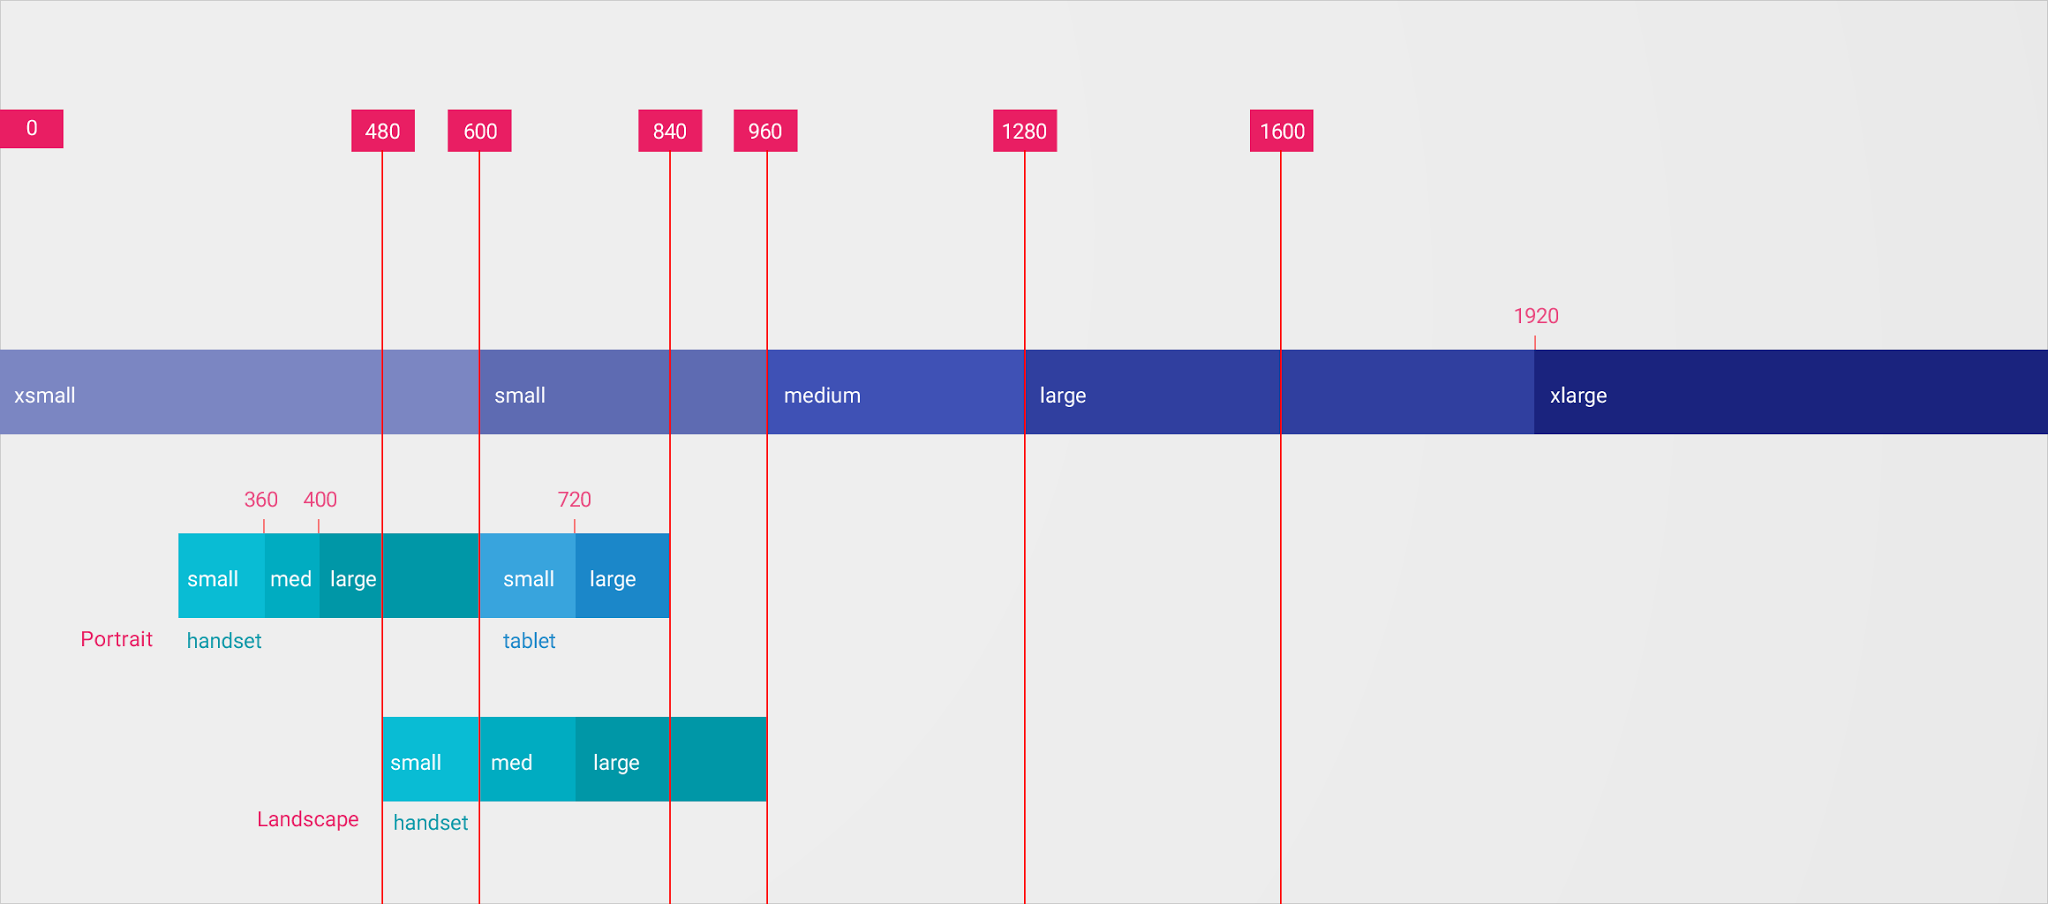 0
480
600
840
960
1280
1600
1920
xsmall
small
medium
large
xlarge
360
400
720
small
med
large
small
large
Portrait
handset
tablet
small
med
large
Landscape
handset